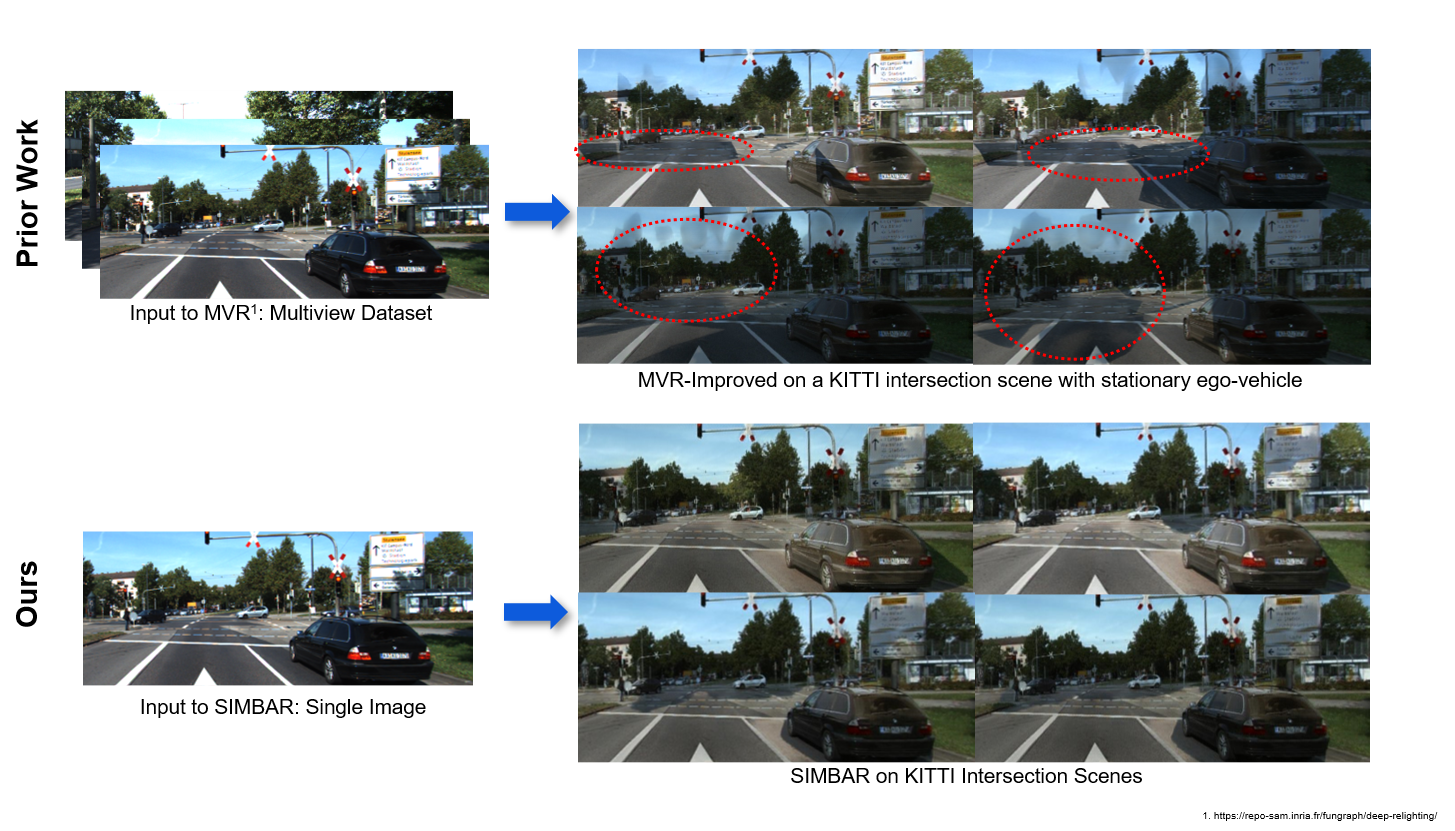 Prior Work
Input to MVR¹: Multiview Dataset
MVR-Improved on a KITTI intersection scene with stationary ego-vehicle
Ours
Input to SIMBAR: Single Image
SIMBAR on KITTI Intersection Scenes
1. https://repo-sam.inria.fr/fungraph/deep-relighting/